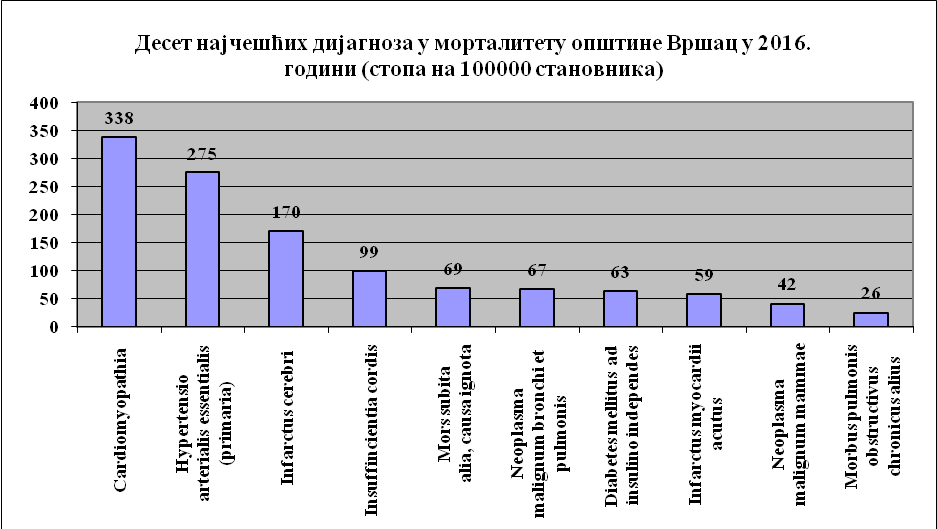 Десет најчешћих дијагноза у морталитету општине Вршац у 2016.
години (стопа на 100000 становника)
400
350
300
250
200
150
100
50
0
338
275
170
99
69
67
63
59
42
26
Cardiomyopathia
Hypertensio
arterialis essentialis
(primaria)
Infarctus cerebri
Insuffincientia cordis
Mors subita
alia, causa ignota
Neoplasma
malignum bronchi et
pulmonis
Diabetes mellitus ad
insulino independes
Infarctus myocardii
acutus
Neoplasma
malignum mammae
Morbus pulmonis
obstructivus
chronicus alius